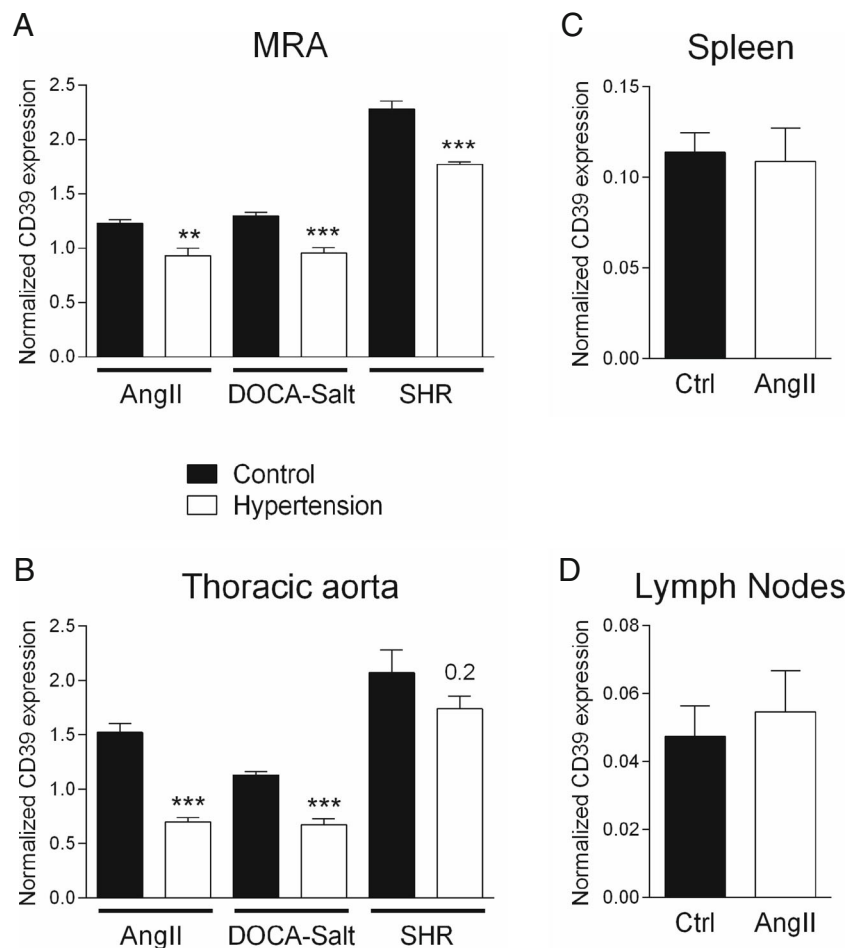 A
MRA
Normalized CD39 expression
2.5
2.0
1.5
1.0
0.5
0.0
**
***
***
AngII
DOCA-Salt
SHR
Control
Hypertension
B
Thoracic aorta
Normalized CD39 expression
2.5
2.0
1.5
1.0
0.5
0.0
***
***
0.2
AngII
DOCA-Salt
SHR
C
Spleen
Normalized CD39 expression
0.15
0.10
0.05
0.00
Ctrl
AngII
D
Lymph Nodes
Normalized CD39 expression
0.08
0.06
0.04
0.02
0.00
Ctrl
AngII